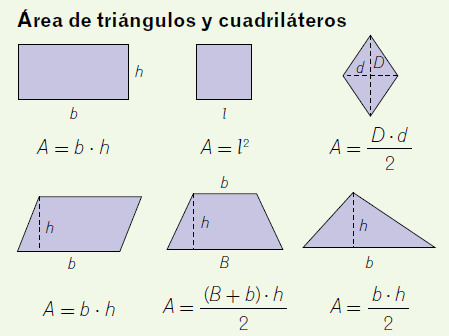 Área de triángulos y cuadriláteros
h
b
l
d D
A = b · h
A = l²
A = D · d / 2
h
b
b
h
B
h
b
A = b · h
A = (B + b) · h / 2
A = b · h / 2